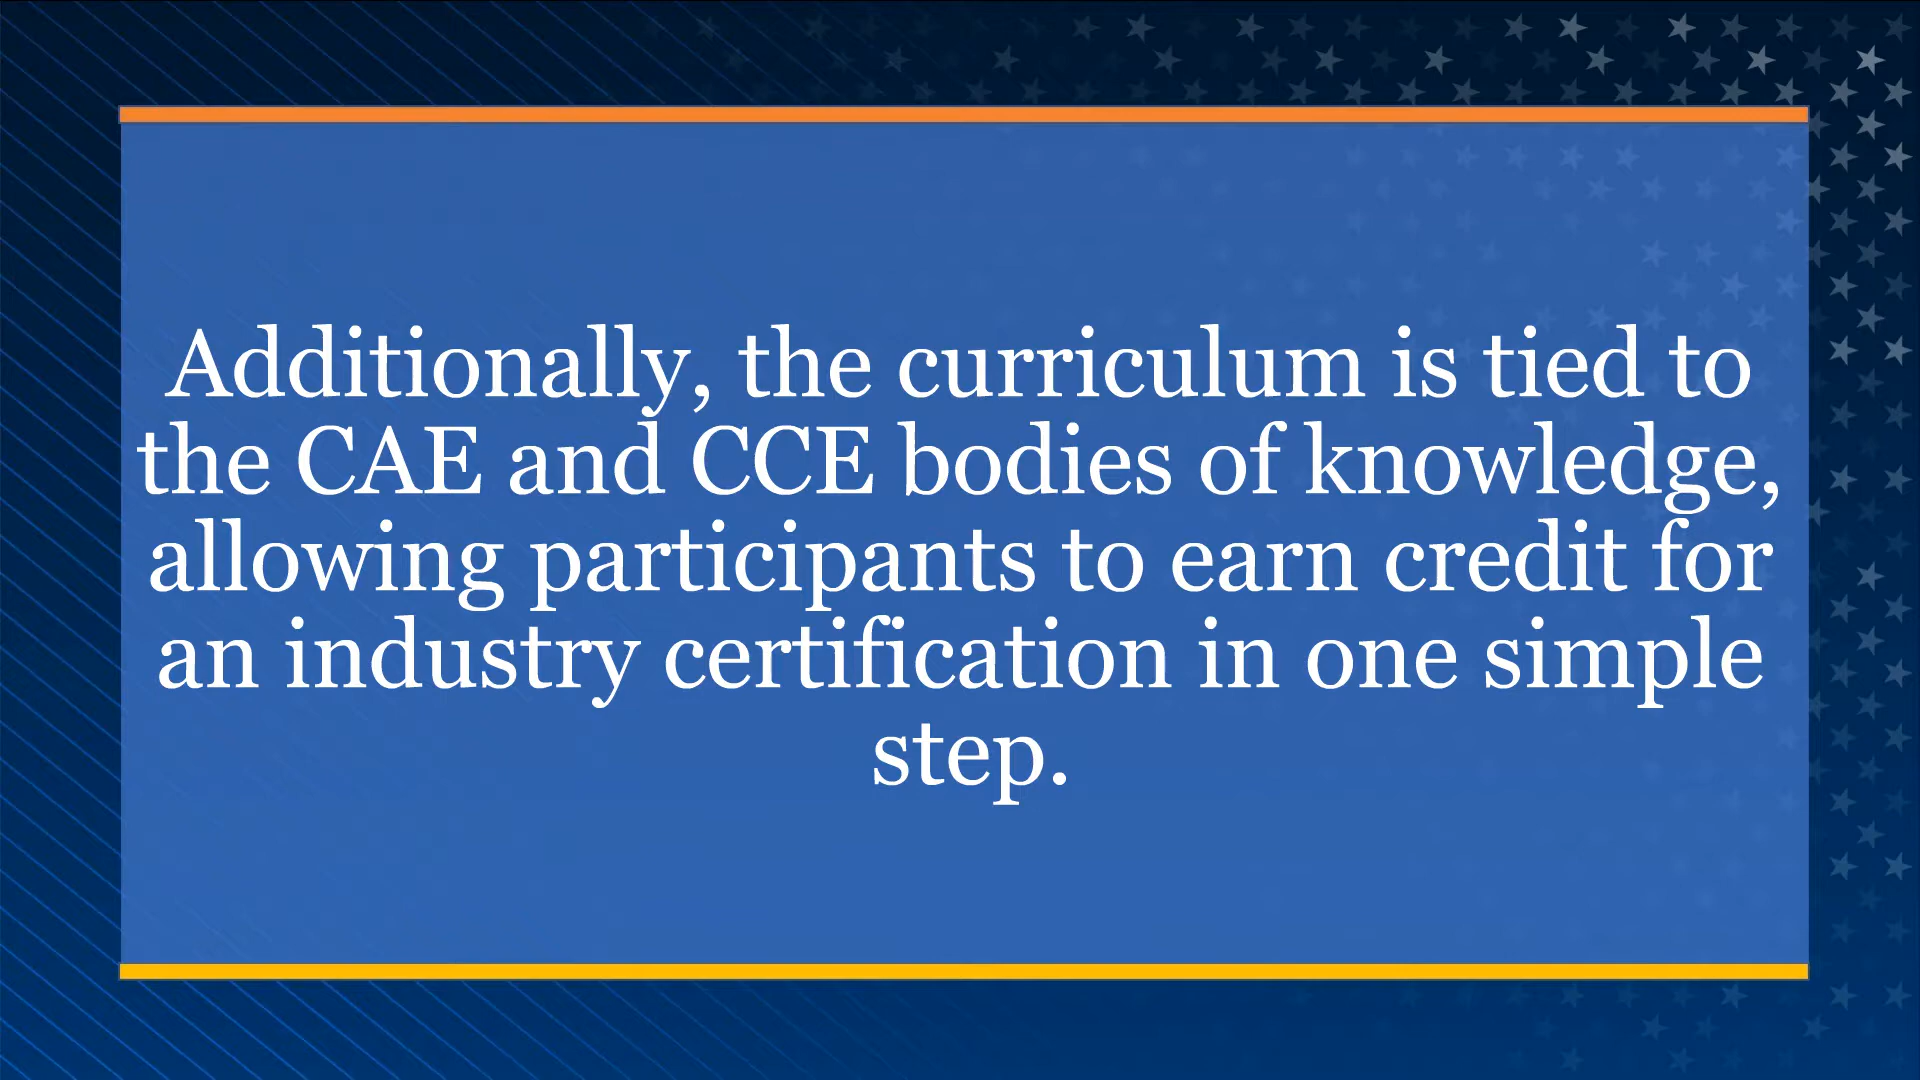 Additionally, the curriculum is tied to
the CAE and CCE bodies of knowledge,
allowing participants to earn credit for
an industry certification in one simple
step.